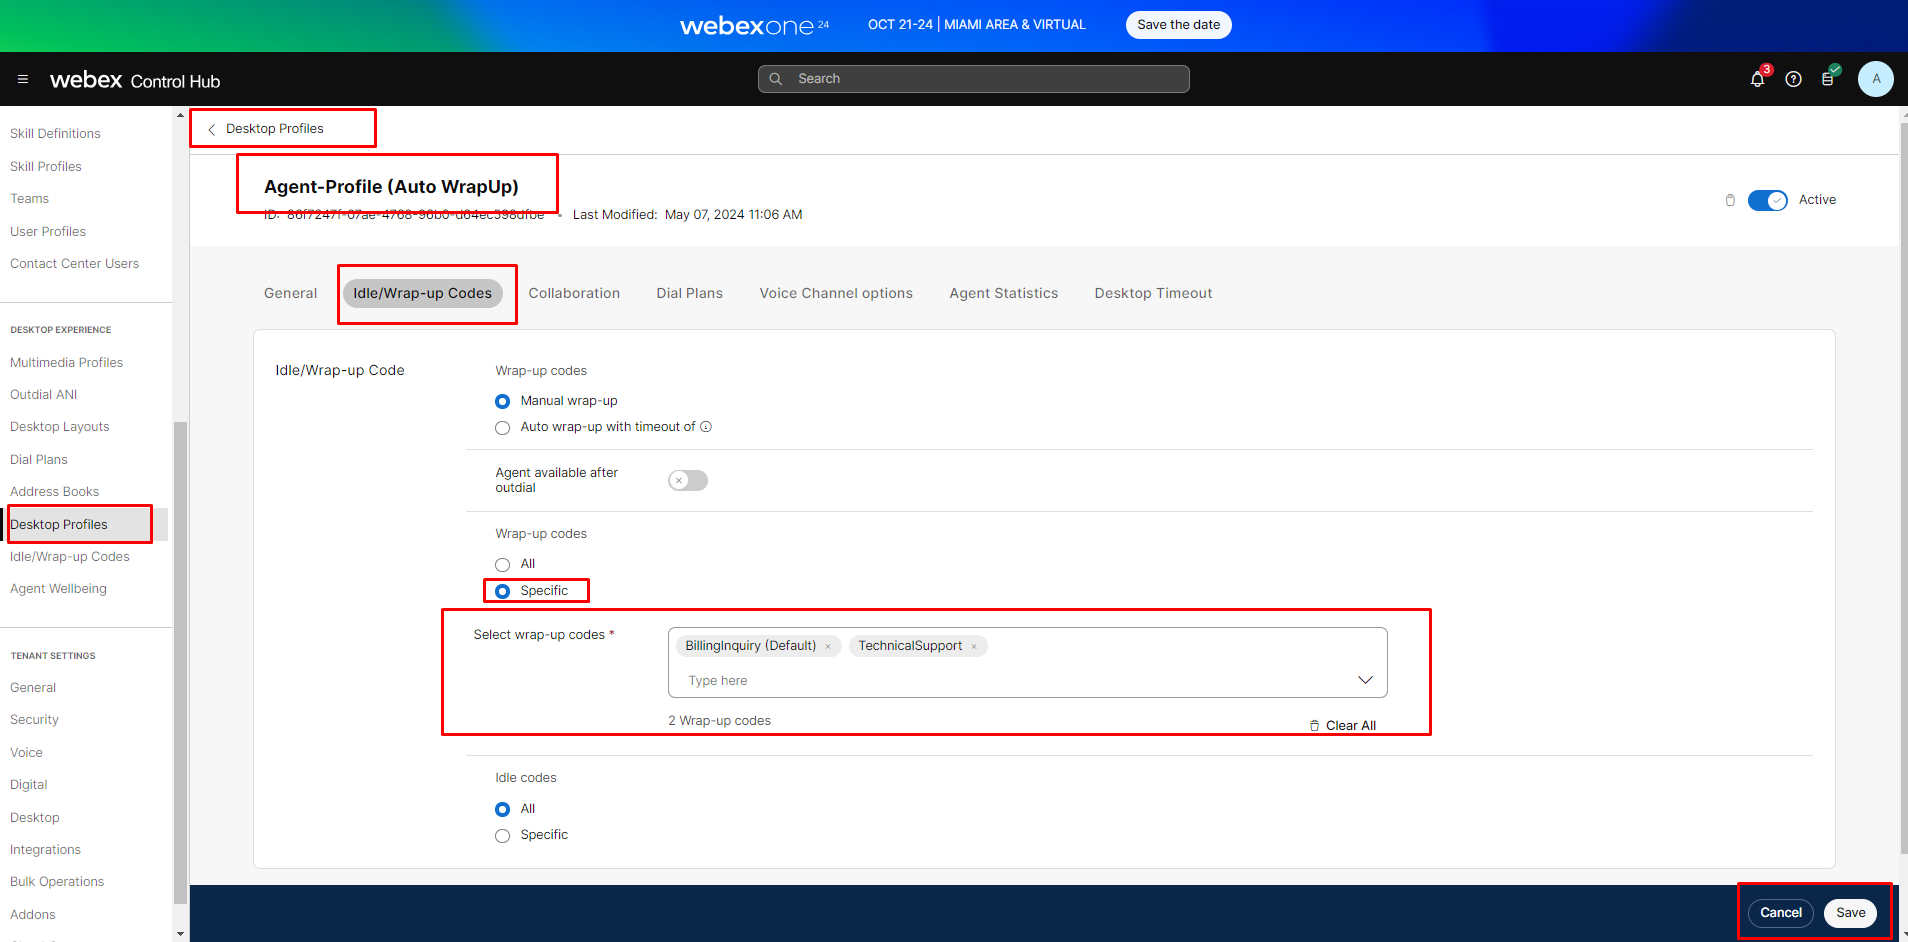 webexone 24
OCT 21-24 | MIAMI AREA & VIRTUAL
Save the date
webex Control Hub
Search
3
A
Skill Definitions
Skill Profiles
Teams
User Profiles
Contact Center Users
DESKTOP EXPERIENCE
Multimedia Profiles
Outdial ANI
Desktop Layouts
Dial Plans
Address Books
Desktop Profiles
Idle/Wrap-up Codes
Agent Wellbeing
TENANT SETTINGS
General
Security
Voice
Digital
Desktop
Integrations
Bulk Operations
Addons
Desktop Profiles
Agent-Profile (Auto WrapUp)
ID: 86f7247f-07ae-4768-96b0-d64ec598dfbe • Last Modified: May 07, 2024 11:06 AM
Active
General Idle/Wrap-up Codes Collaboration Dial Plans Voice Channel options Agent Statistics Desktop Timeout
Idle/Wrap-up Code
Wrap-up codes
Manual wrap-up
Auto wrap-up with timeout of
Agent available after
outdial
Wrap-up codes
All
Specific
Select wrap-up codes *
BillingInquiry (Default) × TechnicalSupport ×
Type here
2 Wrap-up codes
Clear All
Idle codes
All
Specific
Cancel Save